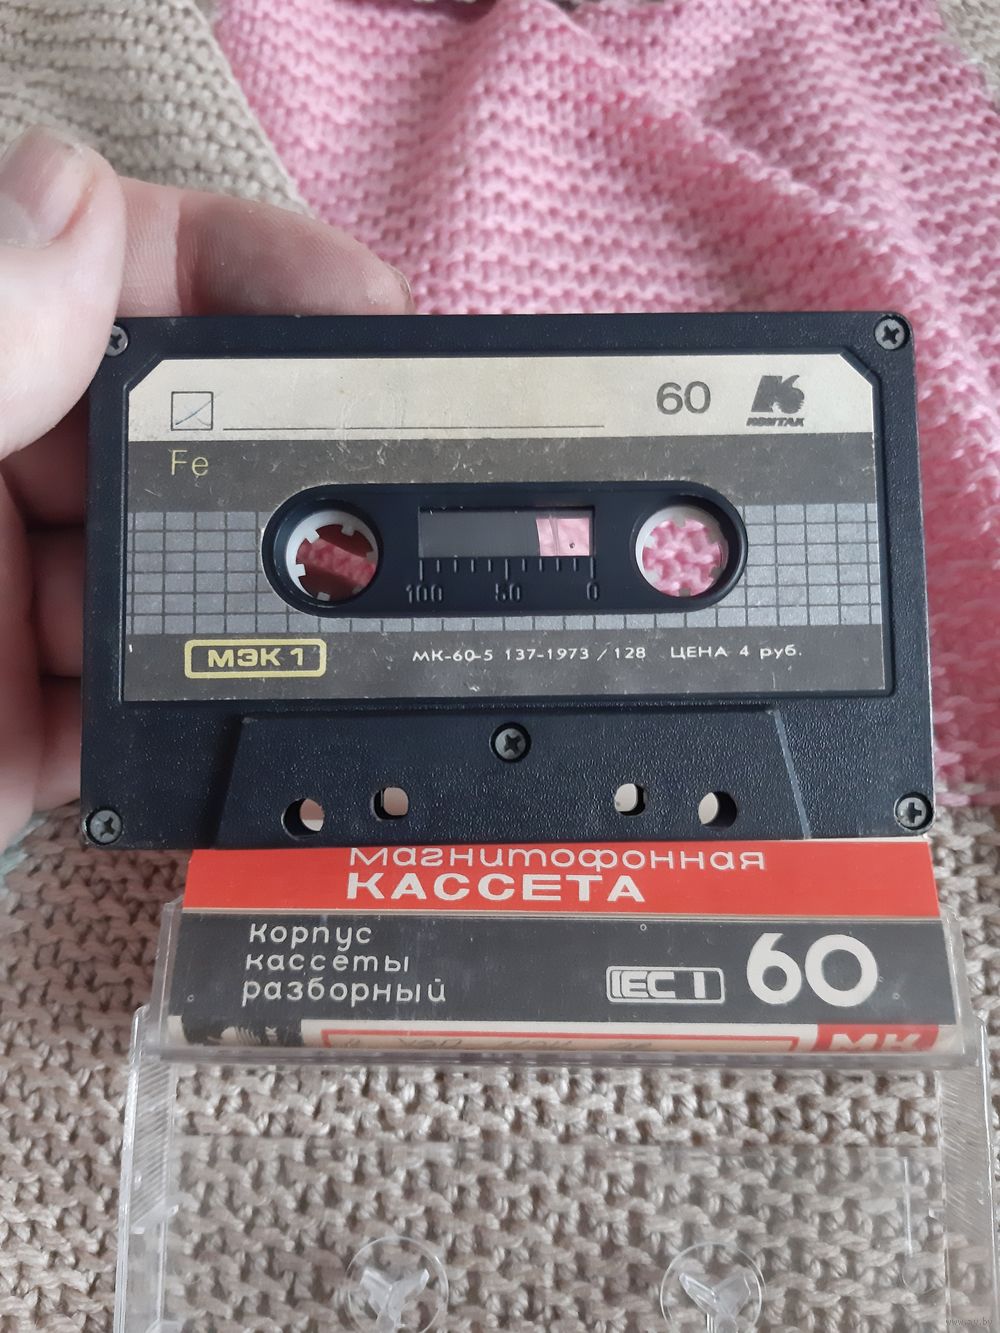 60
КОМТАК
Fe
100 50 0
МЭК 1
МК-60-5 137-1973 / 128 ЦЕНА 4 руб.
Магнитофонная
КАССЕТА
Корпус
кассеты
разборный
IEC I
60
МК